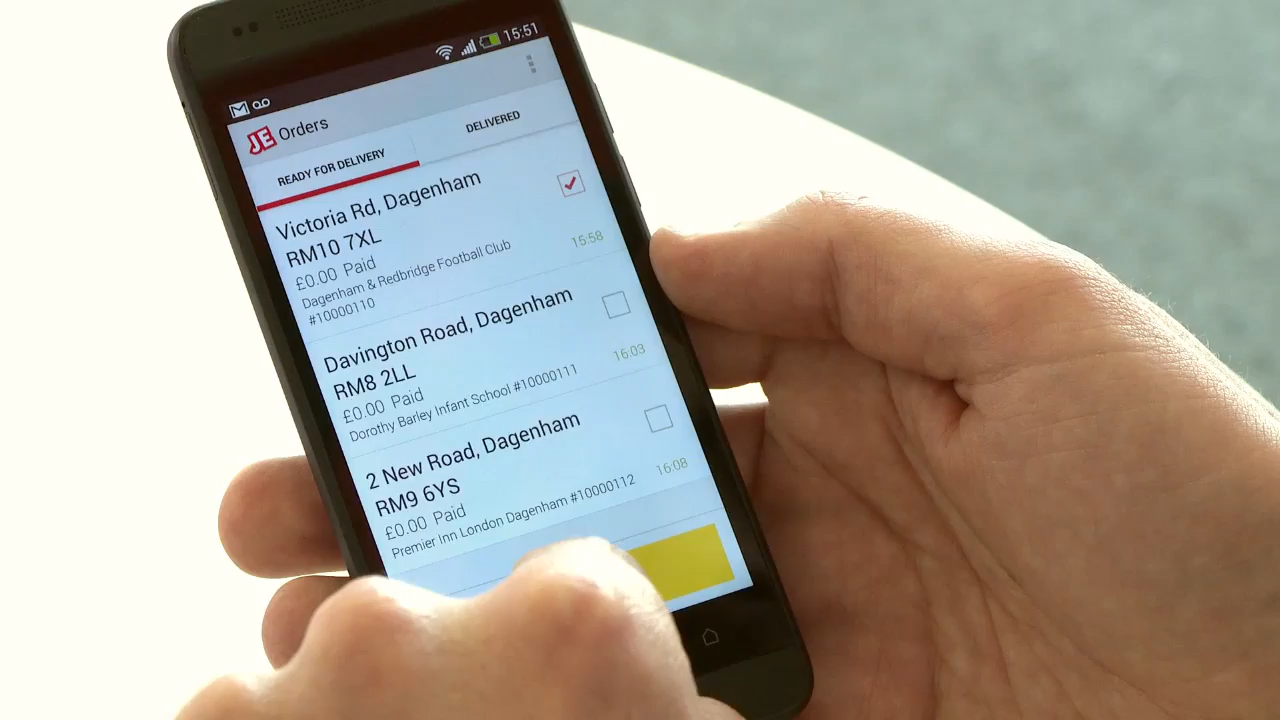 15:51
JE Orders
READY FOR DELIVERY
DELIVERED
Victoria Rd, Dagenham
RM10 7XL
£0.00 Paid
15:58
Dagenham & Redbridge Football Club
#10000110
Davington Road, Dagenham
RM8 2LL
£0.00 Paid
16:03
Dorothy Barley Infant School #10000111
2 New Road, Dagenham
RM9 6YS
£0.00 Paid
16:08
Premier Inn London Dagenham #10000112